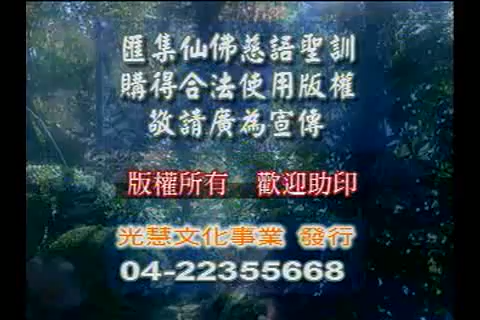 匯集仙佛慈語聖訓
購得合法使用版權
敬請廣為宣傳
版權所有　歡迎助印
光慧文化事業 發行
04-22355668